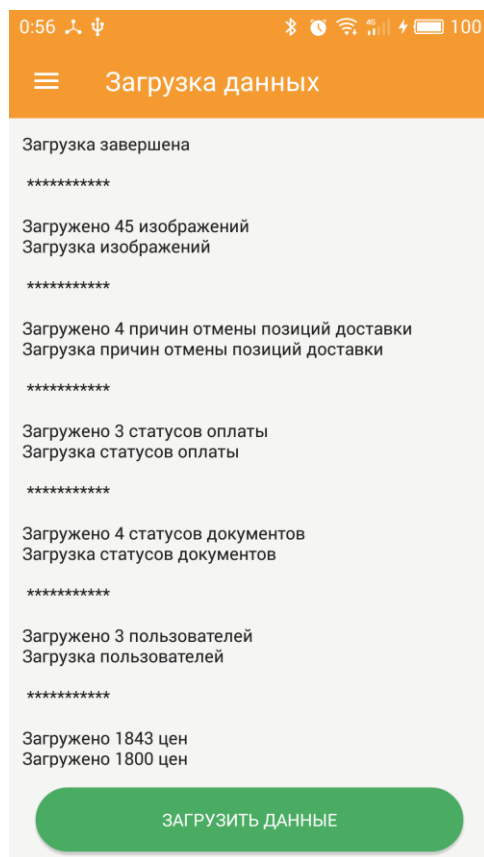 0:56 4G 100
Загрузка данных
Загрузка завершена
***********
Загружено 45 изображений
Загрузка изображений
***********
Загружено 4 причин отмены позиций доставки
Загрузка причин отмены позиций доставки
***********
Загружено 3 статусов оплаты
Загрузка статусов оплаты
***********
Загружено 4 статусов документов
Загрузка статусов документов
***********
Загружено 3 пользователей
Загрузка пользователей
***********
Загружено 1843 цен
Загружено 1800 цен
ЗАГРУЗИТЬ ДАННЫЕ